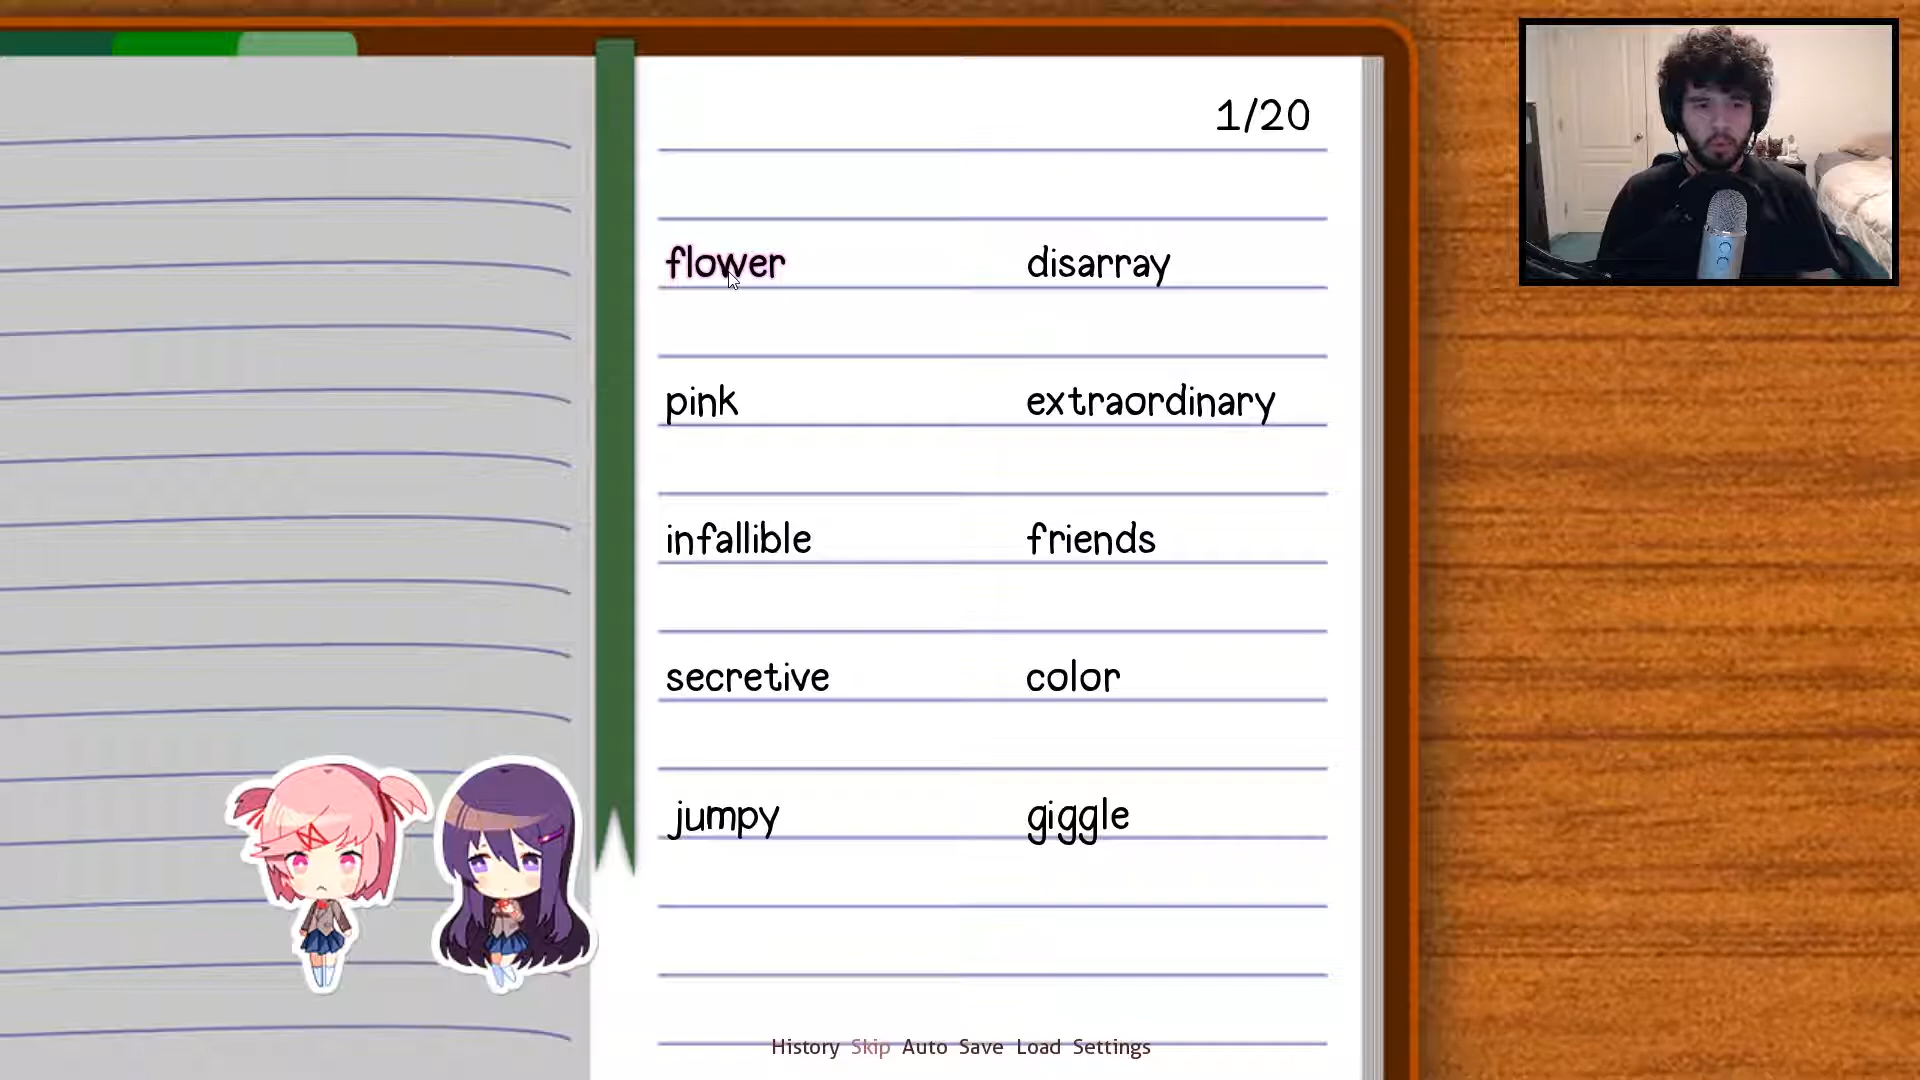 1/20
flower disarray
pink extraordinary
infallible friends
secretive color
jumpy giggle
History Skip Auto Save Load Settings